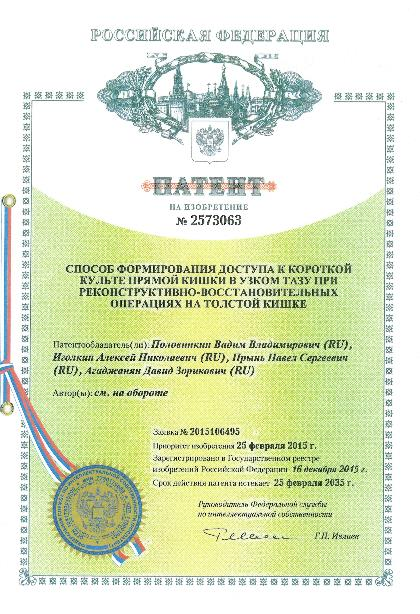 РОССИЙСКАЯ ФЕДЕРАЦИЯ
ПАТЕНТ
НА ИЗОБРЕТЕНИЕ
№ 2573063
СПОСОБ ФОРМИРОВАНИЯ ДОСТУПА К КОРОТКОЙ
КУЛЬТЕ ПРЯМОЙ КИШКИ В УЗКОМ ТАЗУ ПРИ
РЕКОНСТРУКТИВНО-ВОССТАНОВИТЕЛЬНЫХ
ОПЕРАЦИЯХ НА ТОЛСТОЙ КИШКЕ
Патентообладатель(ли): Половинкин Вадим Владимирович (RU),
Иголкин Алексей Николаевич (RU), Прынь Павел Сергеевич
(RU), Агаджанян Давид Зорикович (RU)
Автор(ы): см. на обороте
Заявка № 2015106495
Приоритет изобретения 25 февраля 2015 г.
Зарегистрировано в Государственном реестре
изобретений Российской Федерации 16 декабря 2015 г.
Срок действия патента истекает 25 февраля 2035 г.
Руководитель Федеральной службы
по интеллектуальной собственности
Г.П. Ивлиев